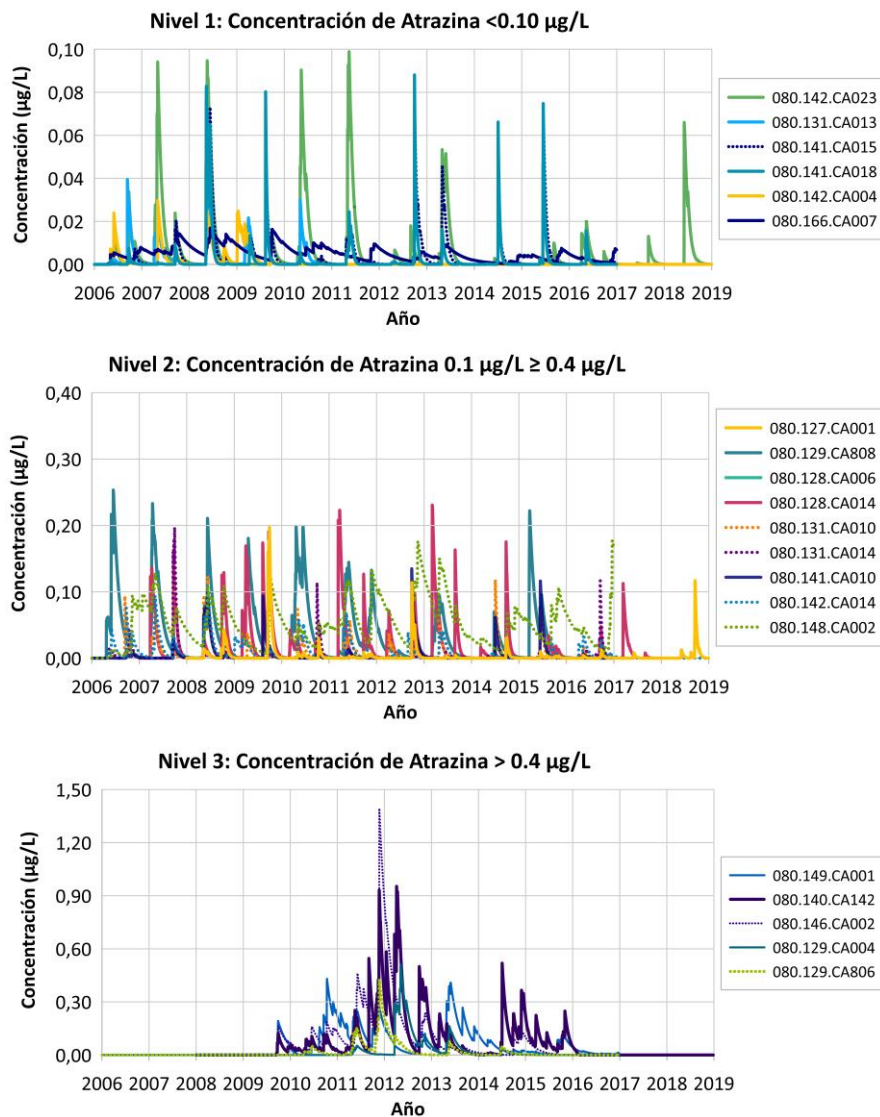 Nivel 1: Concentración de Atrazina <0.10 µg/L
Concentración (µg/L)
0,10
0,08
0,06
0,04
0,02
0,00
2006 2007 2008 2009 2010 2011 2012 2013 2014 2015 2016 2017 2018 2019
Año
080.142.CA023
080.131.CA013
080.141.CA015
080.141.CA018
080.142.CA004
080.166.CA007
Nivel 2: Concentración de Atrazina 0.1 µg/L ≥ 0.4 µg/L
Concentración (µg/L)
0,40
0,30
0,20
0,10
0,00
2006 2007 2008 2009 2010 2011 2012 2013 2014 2015 2016 2017 2018 2019
Año
080.127.CA001
080.129.CA808
080.128.CA006
080.128.CA014
080.131.CA010
080.131.CA014
080.141.CA010
080.142.CA014
080.148.CA002
Nivel 3: Concentración de Atrazina > 0.4 µg/L
Concentración (µg/L)
1,50
1,20
0,90
0,60
0,30
0,00
2006 2007 2008 2009 2010 2011 2012 2013 2014 2015 2016 2017 2018 2019
Año
080.149.CA001
080.140.CA142
080.146.CA002
080.129.CA004
080.129.CA806